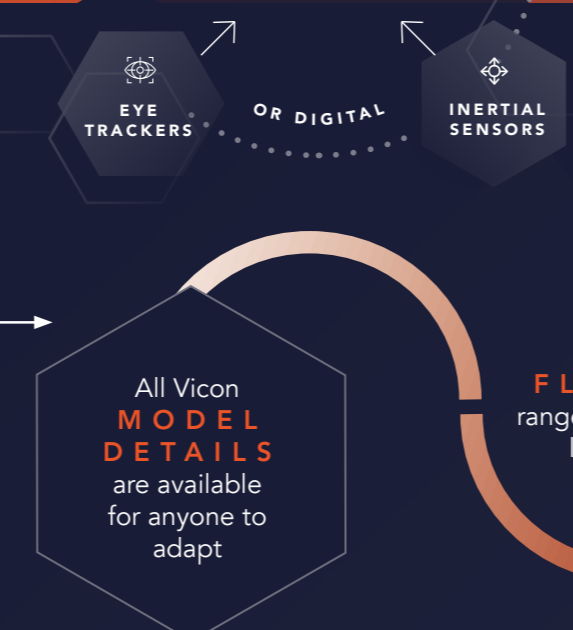 EYE
TRACKERS
OR DIGITAL
INERTIAL
SENSORS
All Vicon
MODEL
DETAILS
are available
for anyone to
adapt